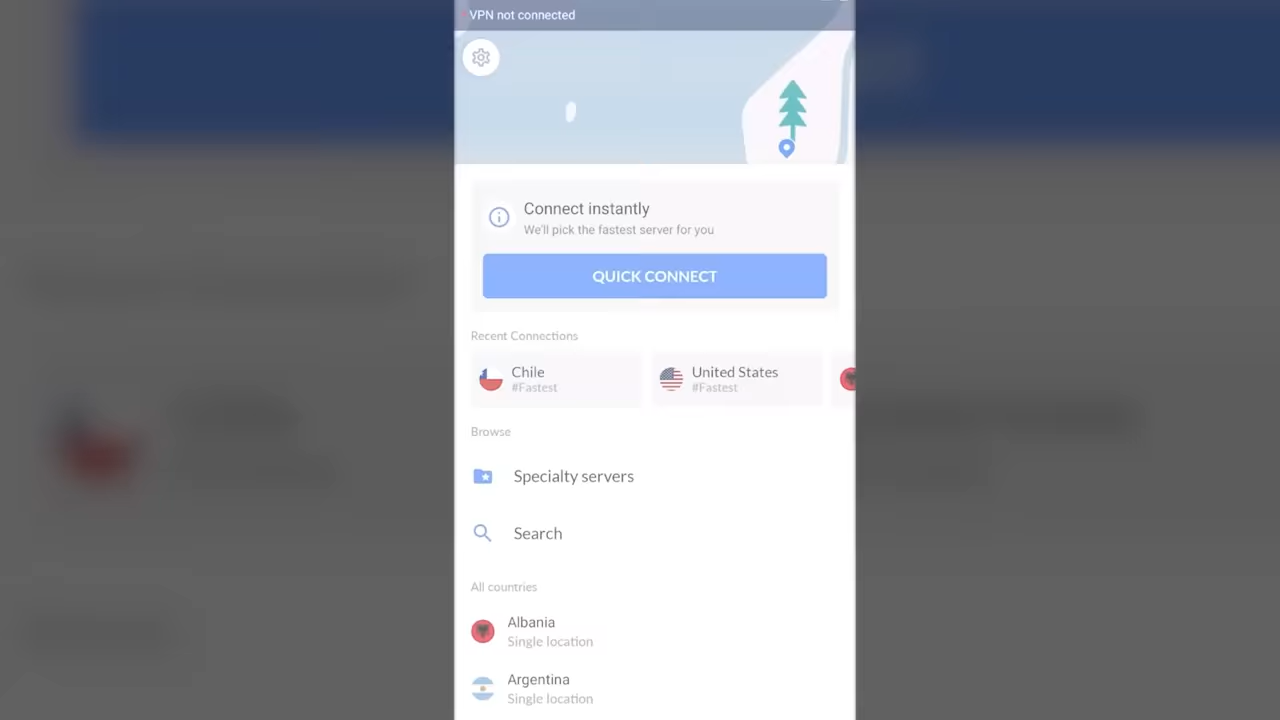 VPN not connected
Connect instantly
We'll pick the fastest server for you
QUICK CONNECT
Recent Connections
Chile
#Fastest
United States
#Fastest
Browse
Specialty servers
Search
All countries
Albania
Single location
Argentina
Single location